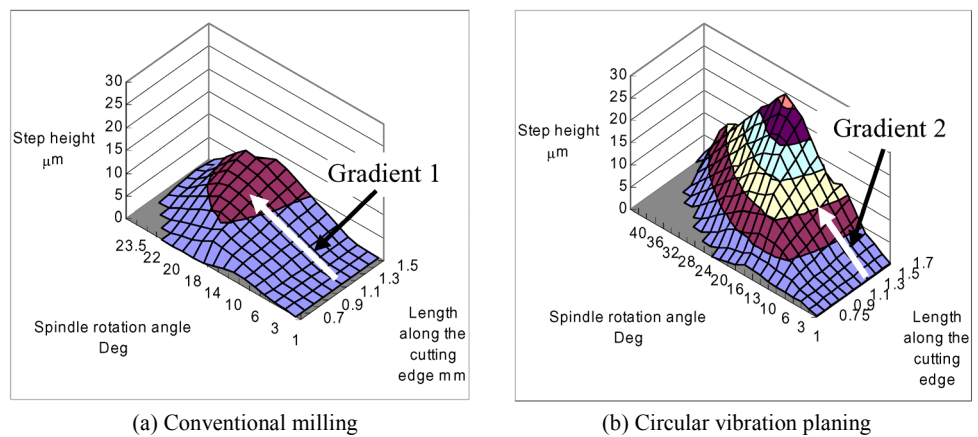 30
25
20
15
10
5
0
Step height
μm
Gradient 1
23.5
22
20
18
14
10
6
3
1
0.7
0.9
1.1
1.3
1.5
Spindle rotation angle
Deg
Length
along the
cutting
edge mm
(a) Conventional milling
30
25
20
15
10
5
0
Step height
μm
Gradient 2
40
36
32
28
24
20
16
13
10
6
3
1
0.75
0.9
1.1
1.3
1.5
1.7
Spindle rotation angle
Deg
Length
along the
cutting
edge
(b) Circular vibration planing